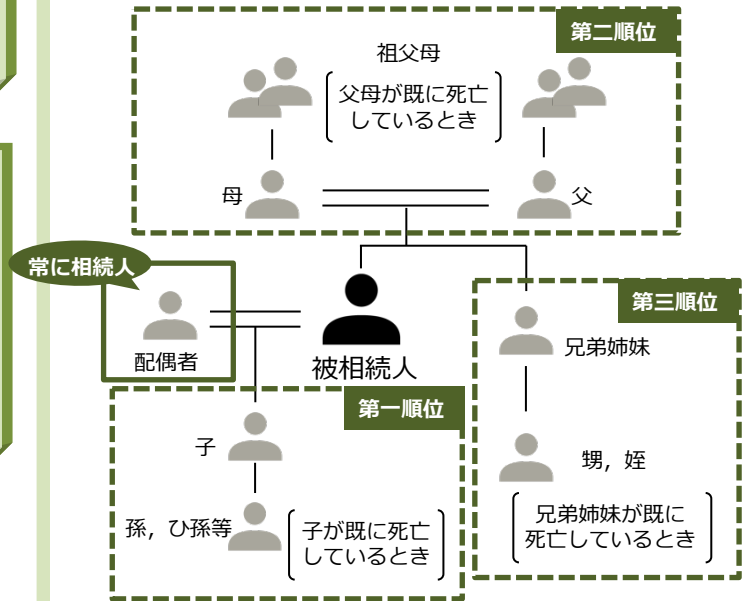 第二順位
祖父母
父母が既に死亡
しているとき
母
父
常に相続人
配偶者
被相続人
第三順位
兄弟姉妹
甥，姪
兄弟姉妹が既に
死亡しているとき
第一順位
子
孫，ひ孫等
子が既に死亡
しているとき